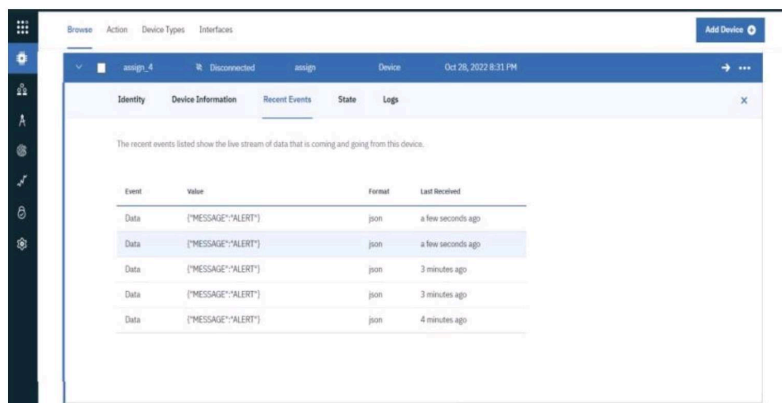 Browse Action Device Types Interfaces Add Device
assign_4 Disconnected assign Device Oct 28, 2022 8:31 PM
Identity Device Information Recent Events State Logs
The recent events listed show the live stream of data that is coming and going from this device.
Event Value Format Last Received
Data {"MESSAGE":"ALERT"} json a few seconds ago
Data {"MESSAGE":"ALERT"} json a few seconds ago
Data {"MESSAGE":"ALERT"} json 3 minutes ago
Data {"MESSAGE":"ALERT"} json 3 minutes ago
Data {"MESSAGE":"ALERT"} json 4 minutes ago